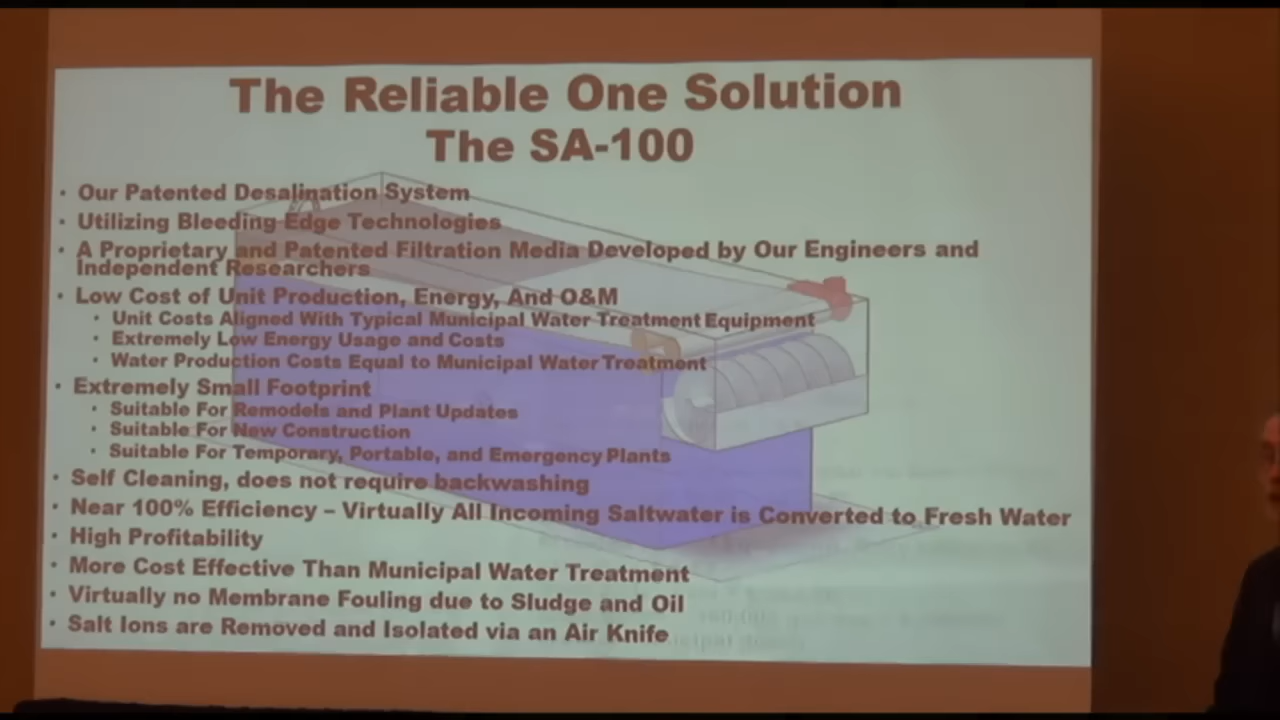 The Reliable One Solution
The SA-100
• Our Patented Desalination System
• Utilizing Bleeding Edge Technologies
• A Proprietary and Patented Filtration Media Developed by Our Engineers and
Independent Researchers
• Low Cost of Unit Production, Energy, And O&M
• Unit Costs Aligned With Typical Municipal Water Treatment Equipment
• Extremely Low Energy Usage and Costs
• Water Production Costs Equal to Municipal Water Treatment
• Extremely Small Footprint
• Suitable For Remodels and Plant Updates
• Suitable For New Construction
• Suitable For Temporary, Portable, and Emergency Plants
• Self Cleaning, does not require backwashing
• Near 100% Efficiency – Virtually All Incoming Saltwater is Converted to Fresh Water
• High Profitability
• More Cost Effective Than Municipal Water Treatment
• Virtually no Membrane Fouling due to Sludge and Oil
• Salt Ions are Removed and Isolated via an Air Knife